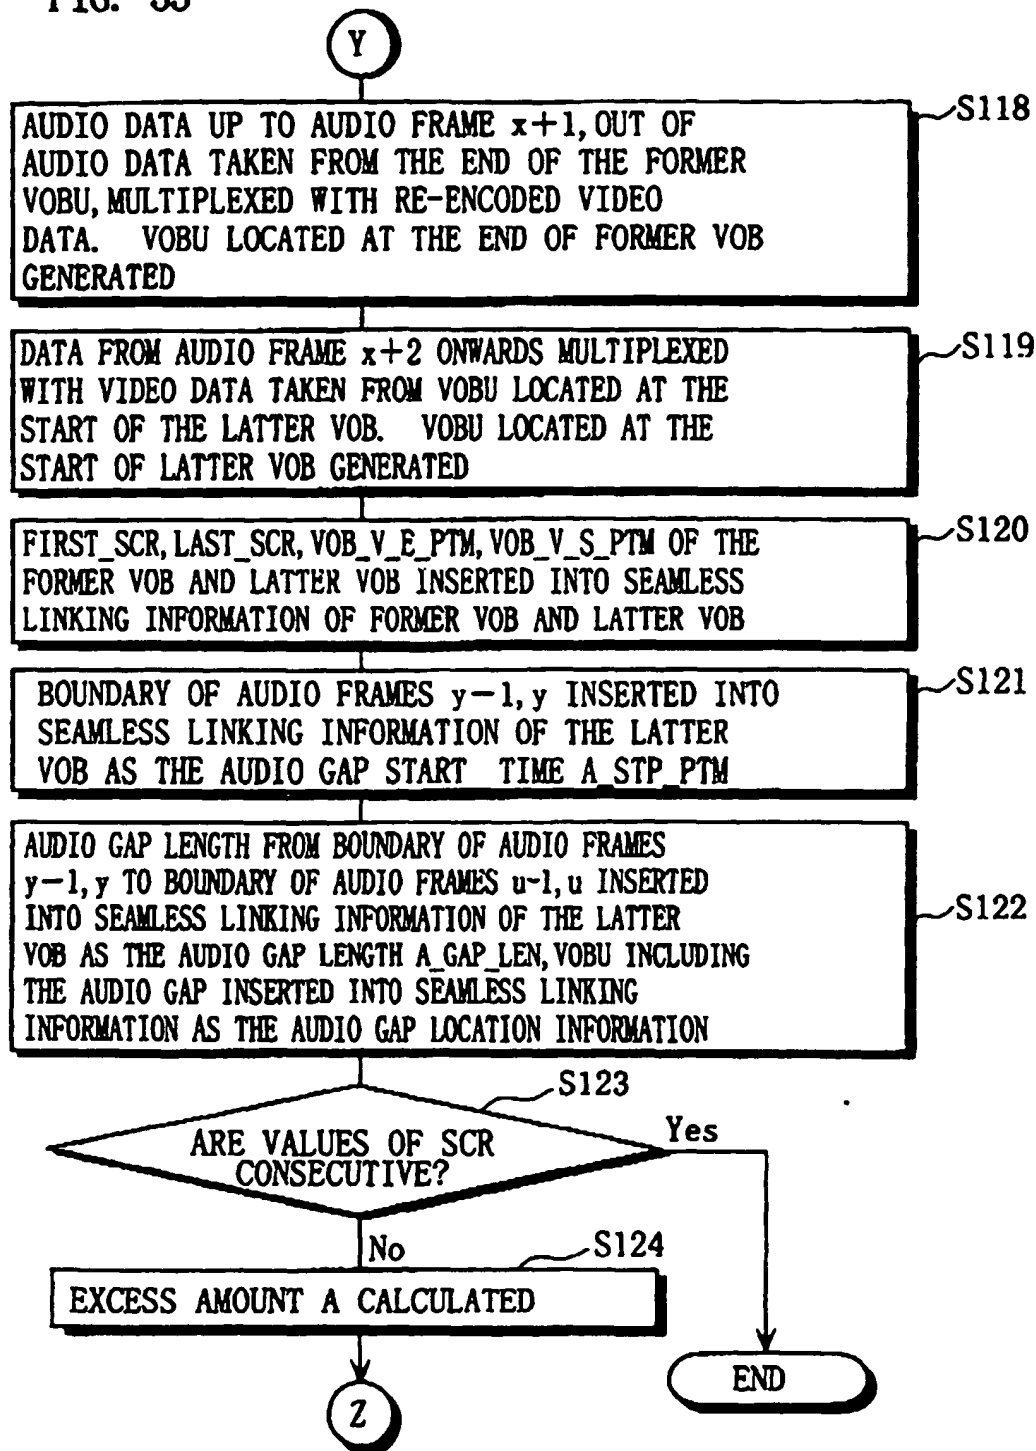 FIG. 33
Y
S118
AUDIO DATA UP TO AUDIO FRAME x+1, OUT OF
AUDIO DATA TAKEN FROM THE END OF THE FORMER
VOBU, MULTIPLEXED WITH RE-ENCODED VIDEO
DATA. VOBU LOCATED AT THE END OF FORMER VOB
GENERATED
S119
DATA FROM AUDIO FRAME x+2 ONWARDS MULTIPLEXED
WITH VIDEO DATA TAKEN FROM VOBU LOCATED AT THE
START OF THE LATTER VOB. VOBU LOCATED AT THE
START OF LATTER VOB GENERATED
S120
FIRST_SCR, LAST_SCR, VOB_V_E_PTM, VOB_V_S_PTM OF THE
FORMER VOB AND LATTER VOB INSERTED INTO SEAMLESS
LINKING INFORMATION OF FORMER VOB AND LATTER VOB
S121
BOUNDARY OF AUDIO FRAMES y-1, y INSERTED INTO
SEAMLESS LINKING INFORMATION OF THE LATTER
VOB AS THE AUDIO GAP START TIME A_STP_PTM
S122
AUDIO GAP LENGTH FROM BOUNDARY OF AUDIO FRAMES
y-1, y TO BOUNDARY OF AUDIO FRAMES u-1, u INSERTED
INTO SEAMLESS LINKING INFORMATION OF THE LATTER
VOB AS THE AUDIO GAP LENGTH A_GAP_LEN, VOBU INCLUDING
THE AUDIO GAP INSERTED INTO SEAMLESS LINKING
INFORMATION AS THE AUDIO GAP LOCATION INFORMATION
S123
ARE VALUES OF SCR
CONSECUTIVE?
Yes
No
S124
EXCESS AMOUNT A CALCULATED
END
Z